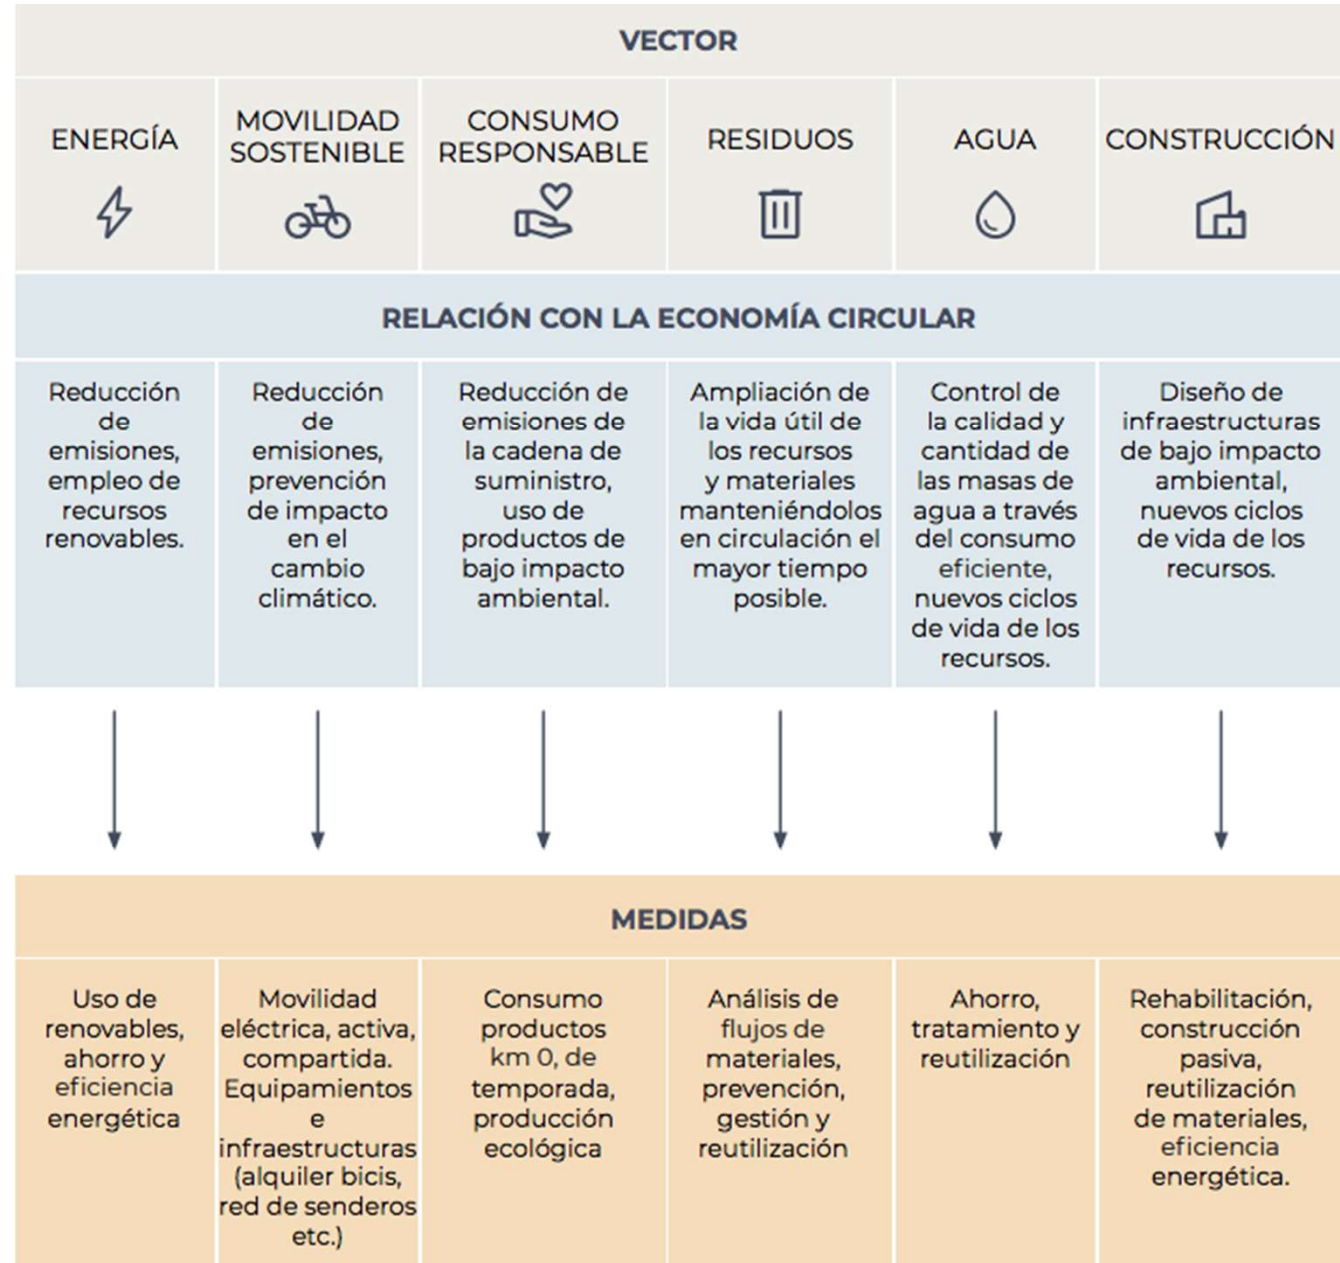 VECTOR
ENERGÍA
MOVILIDAD
SOSTENIBLE
CONSUMO
RESPONSABLE
RESIDUOS
AGUA
CONSTRUCCIÓN
RELACIÓN CON LA ECONOMÍA CIRCULAR
Reducción
de
emisiones,
empleo de
recursos
renovables.
Reducción
de
emisiones,
prevención
de impacto
en el
cambio
climático.
Reducción de
emisiones de
la cadena de
suministro,
uso de
productos de
bajo impacto
ambiental.
Ampliación de
la vida útil de
los recursos
y materiales
manteniéndolos
en circulación el
mayor tiempo
posible.
Control de
la calidad y
cantidad de
las masas de
agua a través
del consumo
eficiente,
nuevos ciclos
de vida de los
recursos.
Diseño de
infraestructuras
de bajo impacto
ambiental,
nuevos ciclos
de vida de los
recursos.
MEDIDAS
Uso de
renovables,
ahorro y
eficiencia
energética
Movilidad
eléctrica, activa,
compartida.
Equipamientos
e
infraestructuras
(alquiler bicis,
red de senderos
etc.)
Consumo
productos
km 0, de
temporada,
producción
ecológica
Análisis de
flujos de
materiales,
prevención,
gestión y
reutilización
Ahorro,
tratamiento y
reutilización
Rehabilitación,
construcción
pasiva,
reutilización
de materiales,
eficiencia
energética.